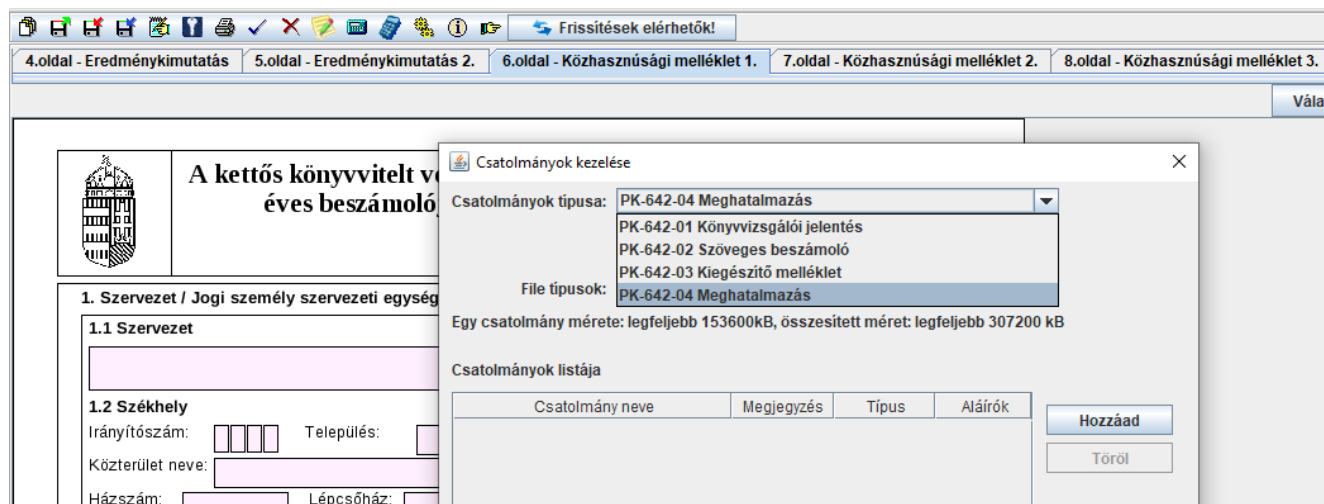 Frissítések elérhetők!
4.oldal - Eredménykimutatás
5.oldal - Eredménykimutatás 2.
6.oldal - Közhasznúsági melléklet 1.
7.oldal - Közhasznúsági melléklet 2.
8.oldal - Közhasznúsági melléklet 3.
Vála
A kettős könyvvitelt
éves
Csatolmányok kezelése
Csatolmányok típusa:
PK-642-04 Meghatalmazás
PK-642-01 Könyvvizsgálói jelentés
PK-642-02 Szöveges beszámoló
PK-642-03 Kiegészítő melléklet
File típusok:
PK-642-04 Meghatalmazás
Egy csatolmány mérete: legfeljebb 153600kB, összesített méret: legfeljebb 307200 kB
Csatolmányok listája
Csatolmány neve
Megjegyzés
Típus
Aláírók
Hozzáad
Töröl
1. Szervezet / Jogi személy szervezeti egység
1.1 Szervezet
1.2 Székhely
Irányítószám:
Település:
Közterület neve:
Házszám:
Lépcsőház: